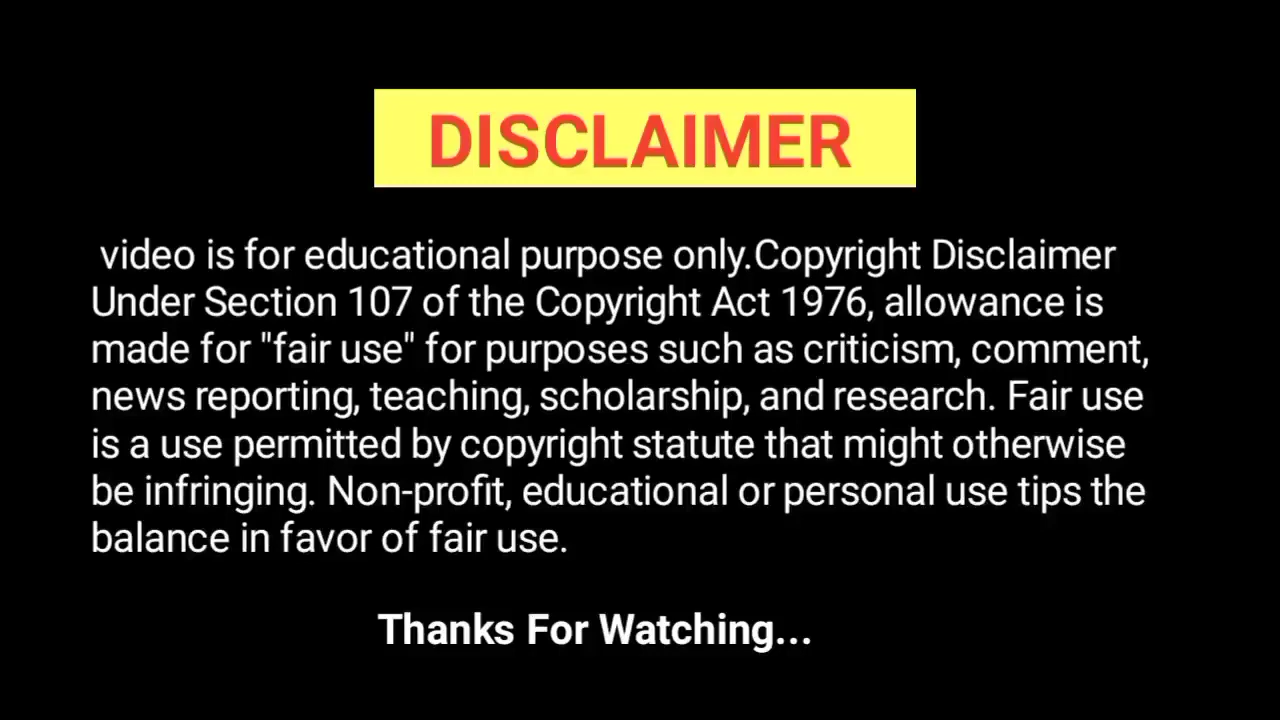 DISCLAIMER
video is for educational purpose only.Copyright Disclaimer
Under Section 107 of the Copyright Act 1976, allowance is
made for "fair use" for purposes such as criticism, comment,
news reporting, teaching, scholarship, and research. Fair use
is a use permitted by copyright statute that might otherwise
be infringing. Non-profit, educational or personal use tips the
balance in favor of fair use.
Thanks For Watching...